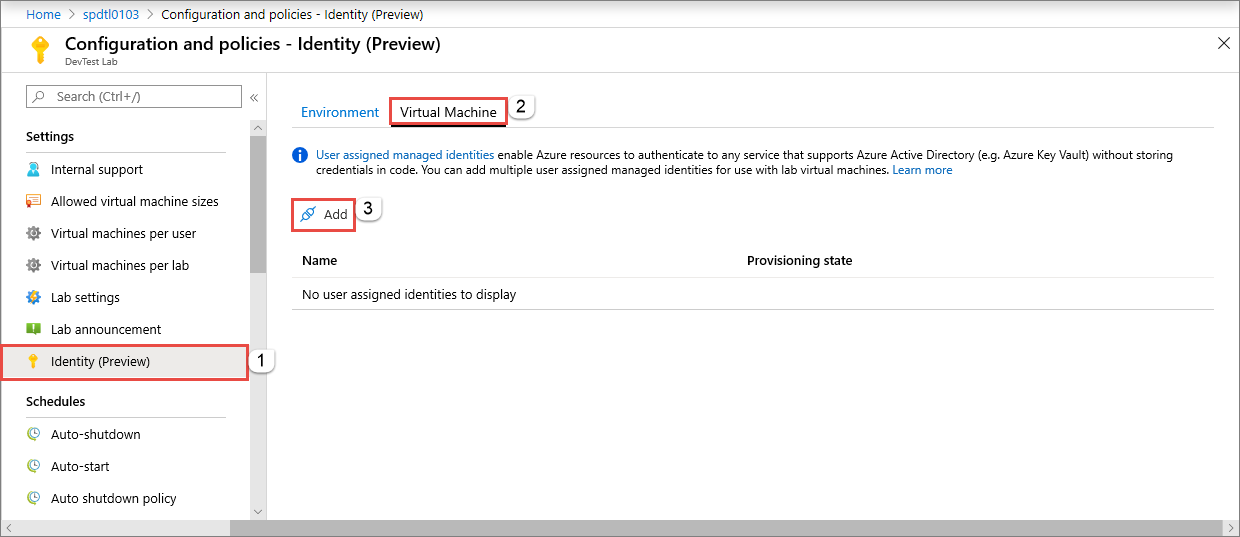 Home > spdtl0103 > Configuration and policies - Identity (Preview)
Configuration and policies - Identity (Preview)
DevTest Lab
Search (Ctrl+/)
Settings
Internal support
Allowed virtual machine sizes
Virtual machines per user
Virtual machines per lab
Lab settings
Lab announcement
Identity (Preview)
1
Schedules
Auto-shutdown
Auto-start
Auto shutdown policy
Environment
Virtual Machine
2
User assigned managed identities enable Azure resources to authenticate to any service that supports Azure Active Directory (e.g. Azure Key Vault) without storing
credentials in code. You can add multiple user assigned managed identities for use with lab virtual machines. Learn more
Add
3
Name Provisioning state
No user assigned identities to display